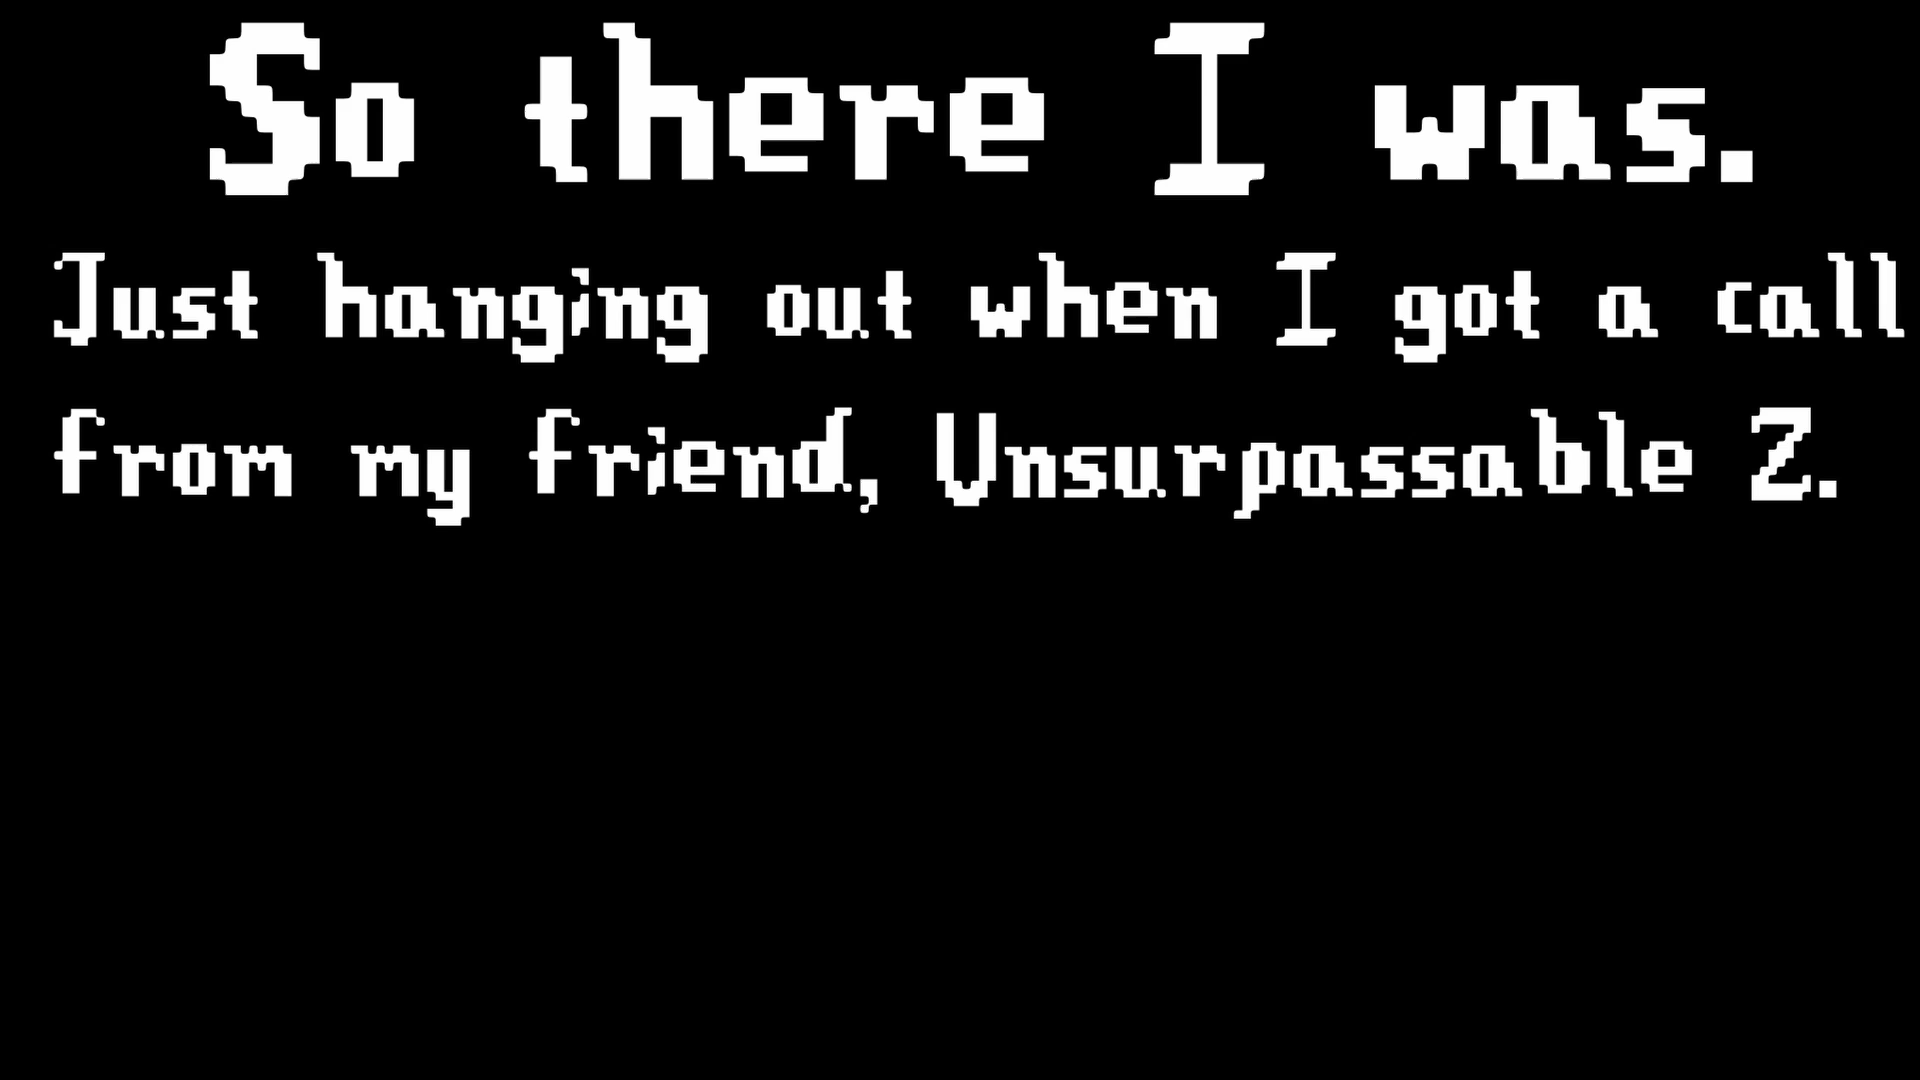 So there I was.
Just hanging out when I got a call
from my friend, Unsurpassable Z.